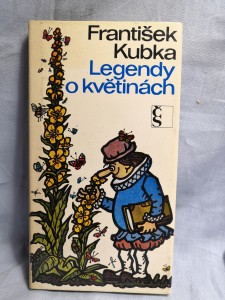 František
Kubka
Legendy
o květinách
čs